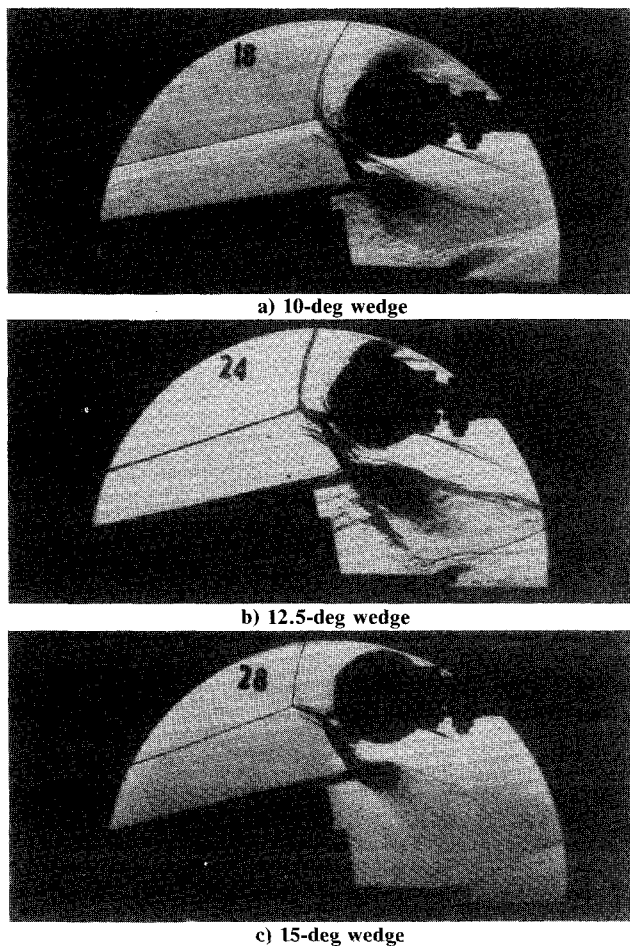 18
a) 10-deg wedge
24
b) 12.5-deg wedge
28
c) 15-deg wedge